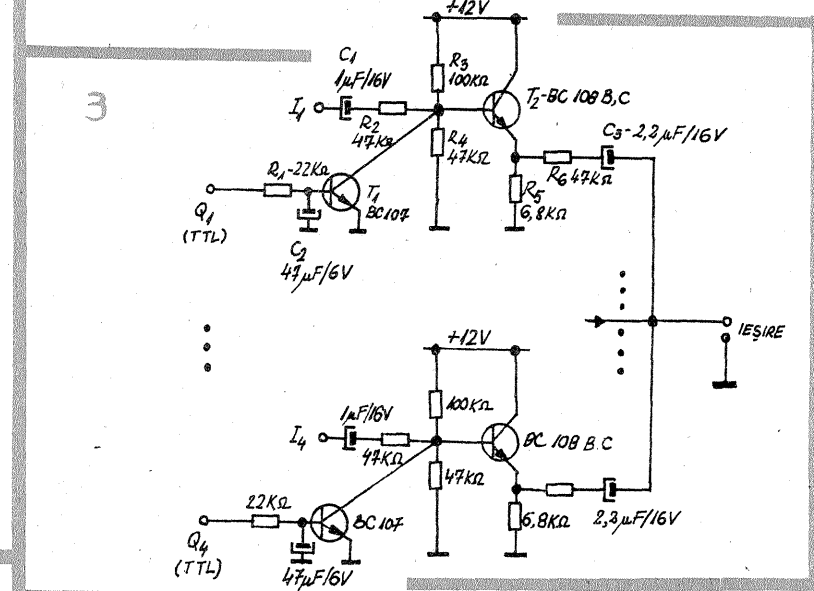 3
+12V
C1
1µF/16V
R3
100KΩ
I1
T2-BC 108 B,C
R2
47KΩ
R4
47KΩ
C3-2,2µF/16V
R1-22KΩ
T1
BC107
R6 47KΩ
R5
6,8KΩ
Q1
(TTL)
C2
47µF/6V
IEȘIRE
+12V
1µF/16V
100KΩ
I4
BC 108 B.C
47KΩ
47KΩ
22KΩ
BC107
6,8KΩ
2,2µF/16V
Q4
(TTL)
47µF/6V